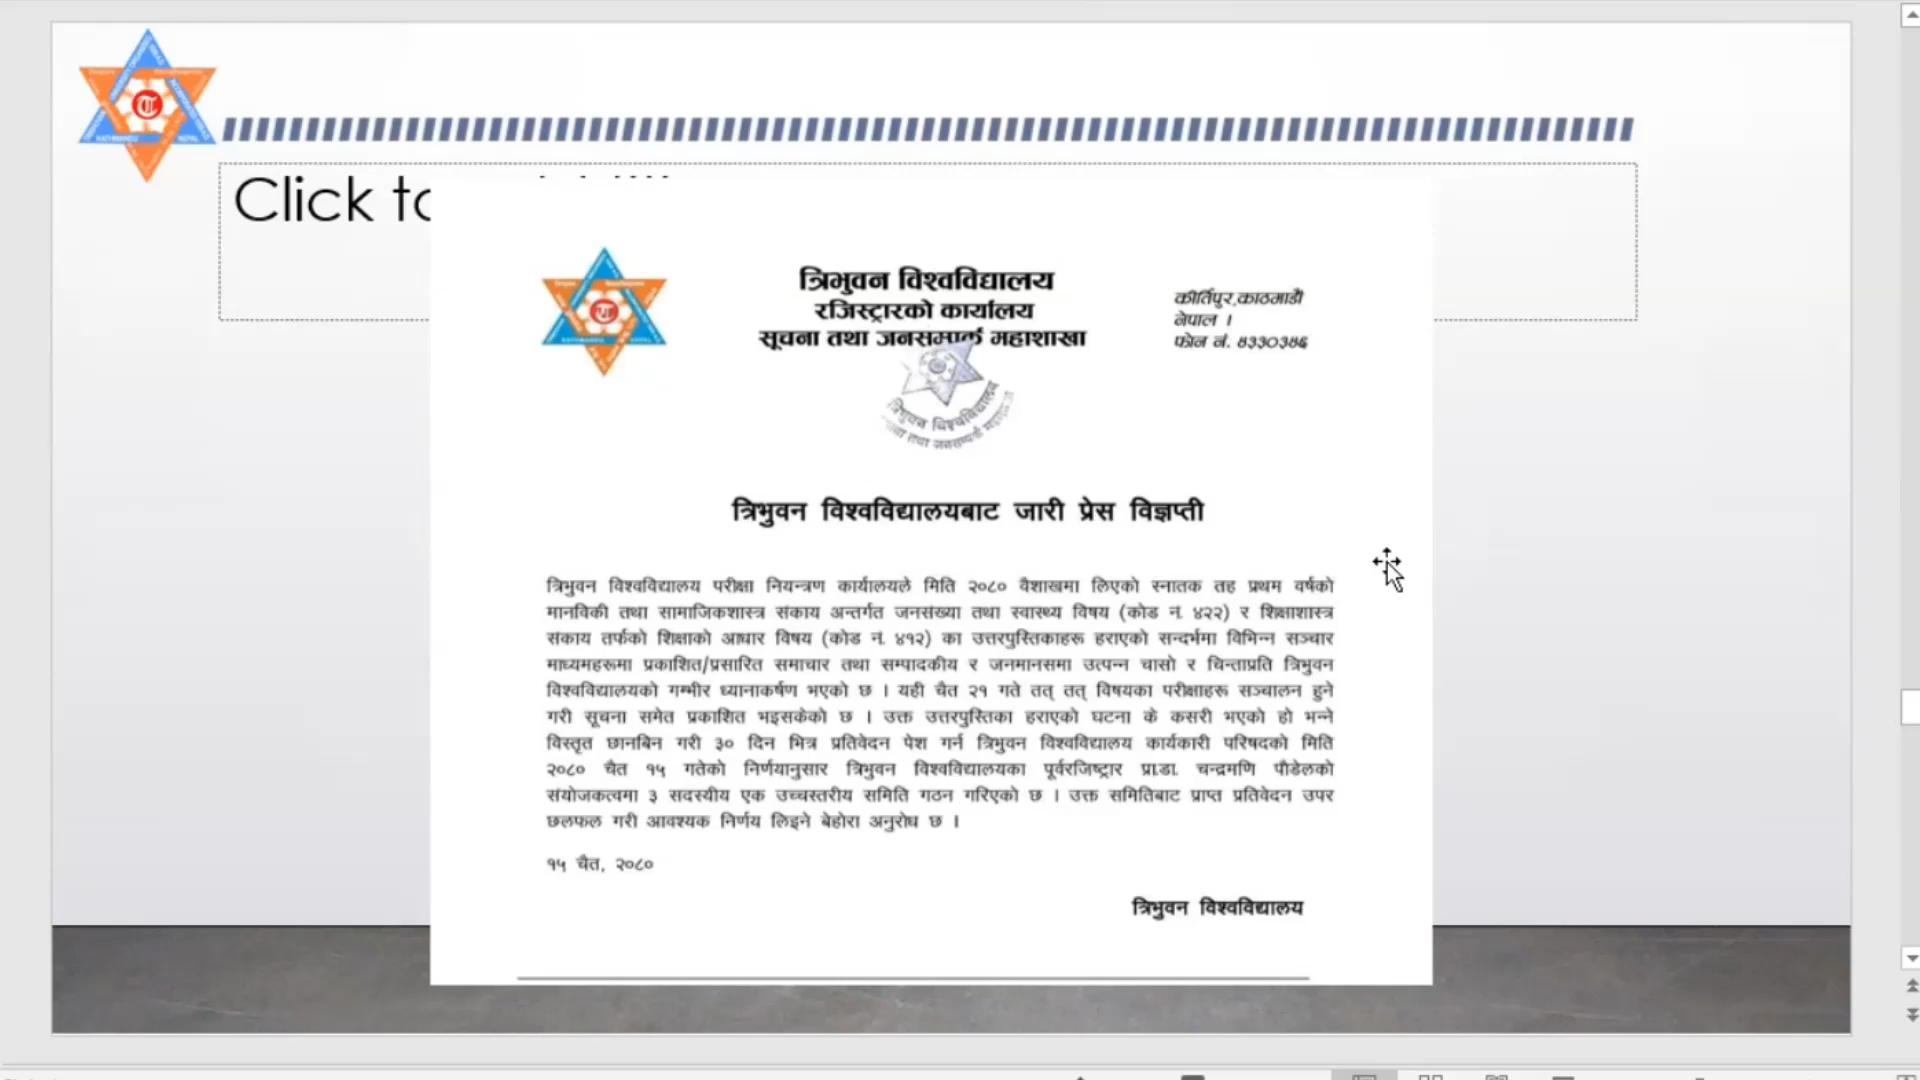 Click to
त्रिभुवन विश्वविद्यालय
रजिस्ट्रारको कार्यालय
सूचना तथा जनसम्पर्क महाशाखा
कीर्तिपुर,काठमाडौं
नेपाल ।
फोन नं. ४३३०३४६
त्रिभुवन विश्वविद्यालय
त्रिभुवन विश्वविद्यालयबाट जारी प्रेस विज्ञप्ती
त्रिभुवन विश्वविद्यालय परीक्षा नियन्त्रण कार्यालयले मिति २०८० वैशाखमा लिएको स्नातक तह प्रथम वर्षको
मानविकी तथा सामाजिकशास्त्र संकाय अन्तर्गत जनसंख्या तथा स्वास्थ्य विषय (कोड नं. ४२२) र शिक्षाशास्त्र
संकाय तर्फको शिक्षाको आधार विषय (कोड नं. ४१२) का उत्तरपुस्तिकाहरू हराएको सन्दर्भमा विभिन्न सञ्चार
माध्यमहरूमा प्रकाशित/प्रसारित समाचार तथा सम्पादकीय र जनमानसमा उत्पन्न चासो र चिन्ताप्रति त्रिभुवन
विश्वविद्यालयको गम्भीर ध्यानाकर्षण भएको छ । यही चैत २१ गते तत् तत् विषयका परीक्षाहरू सञ्चालन हुने
गरी सूचना समेत प्रकाशित भइसकेको छ । उक्त उत्तरपुस्तिका हराएको घटना के कसरी भएको हो भन्ने
विस्तृत छानबिन गरी ३० दिन भित्र प्रतिवेदन पेश गर्न त्रिभुवन विश्वविद्यालय कार्यकारी परिषदको मिति
२०८० चैत १५ गतेको निर्णयानुसार त्रिभुवन विश्वविद्यालयका पूर्वरजिष्ट्रार प्रा.डा. चन्द्रमणि पौडेलको
संयोजकत्वमा ३ सदस्यीय एक उच्चस्तरीय समिति गठन गरिएको छ । उक्त समितिबाट प्राप्त प्रतिवेदन उपर
छलफल गरी आवश्यक निर्णय लिइने बेहोरा अनुरोध छ ।
१५ चैत, २०८०
त्रिभुवन विश्वविद्यालय